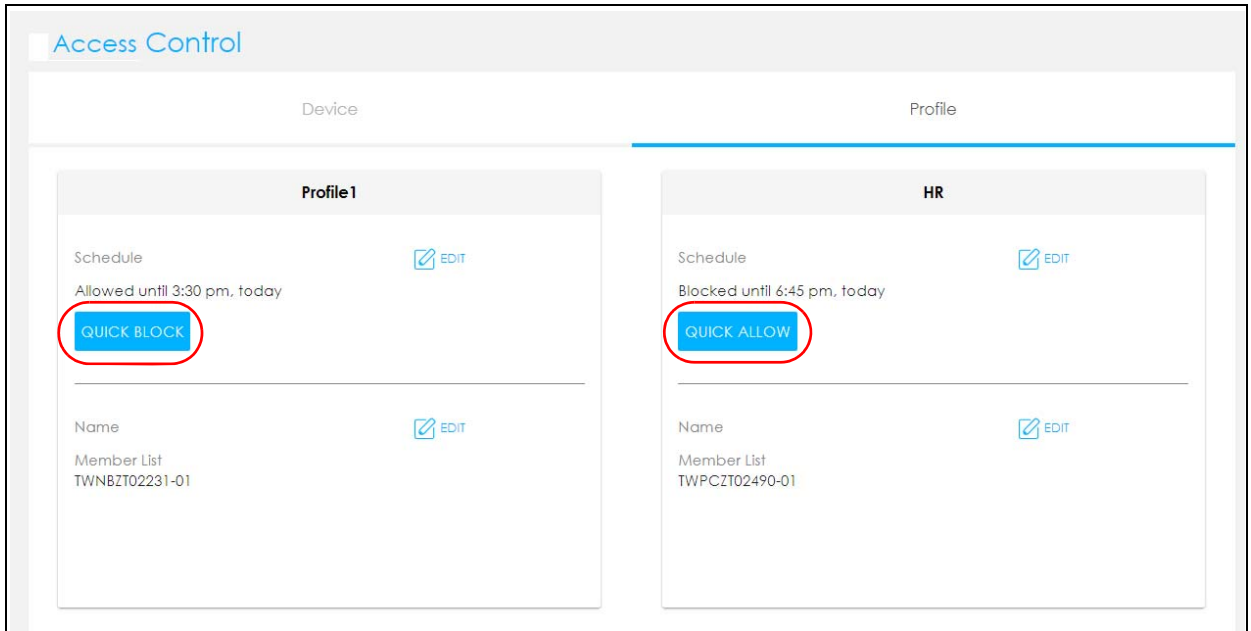 Access Control
Device
Profile
Profile1
Schedule
EDIT
Allowed until 3:30 pm, today
QUICK BLOCK
Name
EDIT
Member List
TWNBZT02231-01
HR
Schedule
EDIT
Blocked until 6:45 pm, today
QUICK ALLOW
Name
EDIT
Member List
TWPCZT02490-01